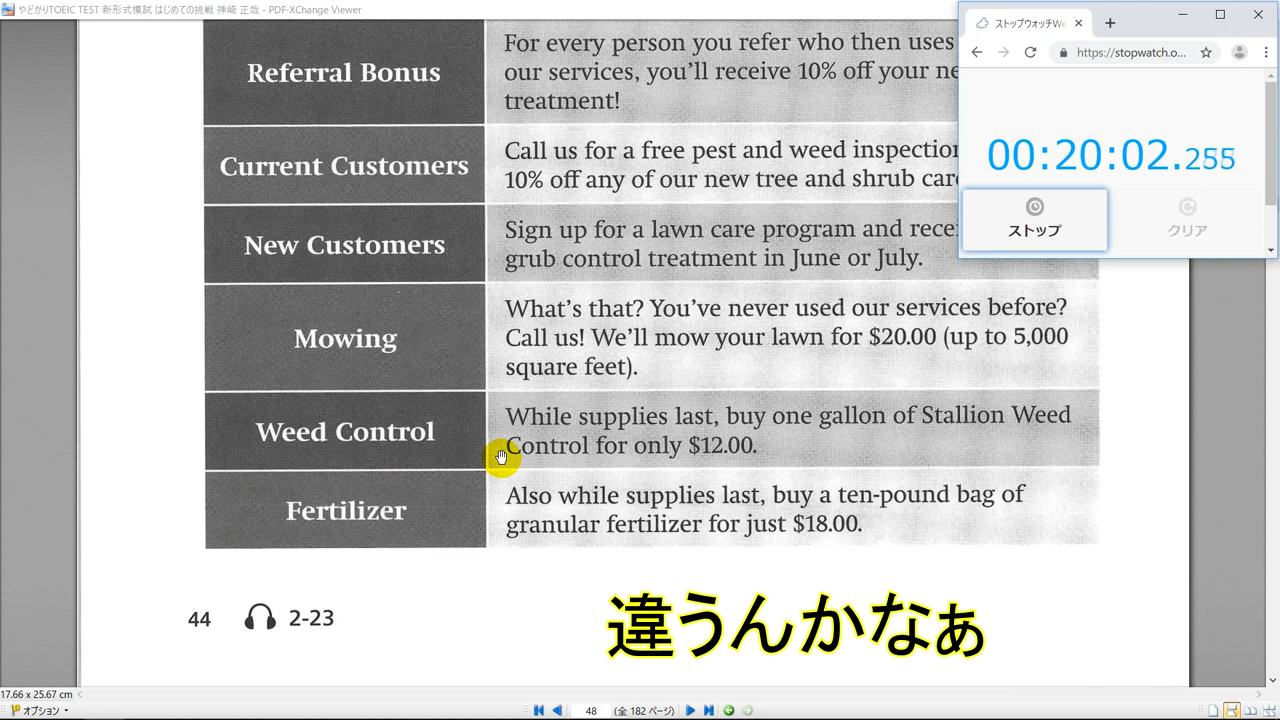 やどかりTOEIC TEST 新形式模試 はじめての挑戦 神崎 正哉 - PDF-XChange Viewer
Referral Bonus
For every person you refer who then uses
our services, you'll receive 10% off your ne
treatment!
Current Customers
Call us for a free pest and weed inspection
10% off any of our new tree and shrub care
New Customers
Sign up for a lawn care program and recei
grub control treatment in June or July.
Mowing
What's that? You've never used our services before?
Call us! We'll mow your lawn for $20.00 (up to 5,000
square feet).
Weed Control
While supplies last, buy one gallon of Stallion Weed
Control for only $12.00.
Fertilizer
Also while supplies last, buy a ten-pound bag of
granular fertilizer for just $18.00.
44 2-23
違うんかなぁ
ストップウォッチWe
https://stopwatch.o...
00:20:02.255
ストップ
クリア
17.66 x 25.67 cm
オプション
48 (全 182 ページ)